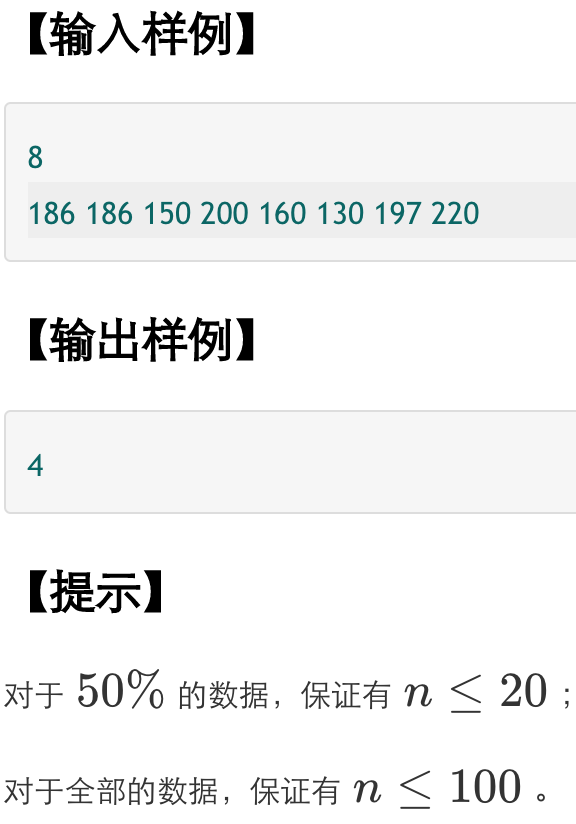 【输入样例】
8
186 186 150 200 160 130 197 220
【输出样例】
4
【提示】
对于 50% 的数据，保证有 n ≤ 20；
对于全部的数据，保证有 n ≤ 100。